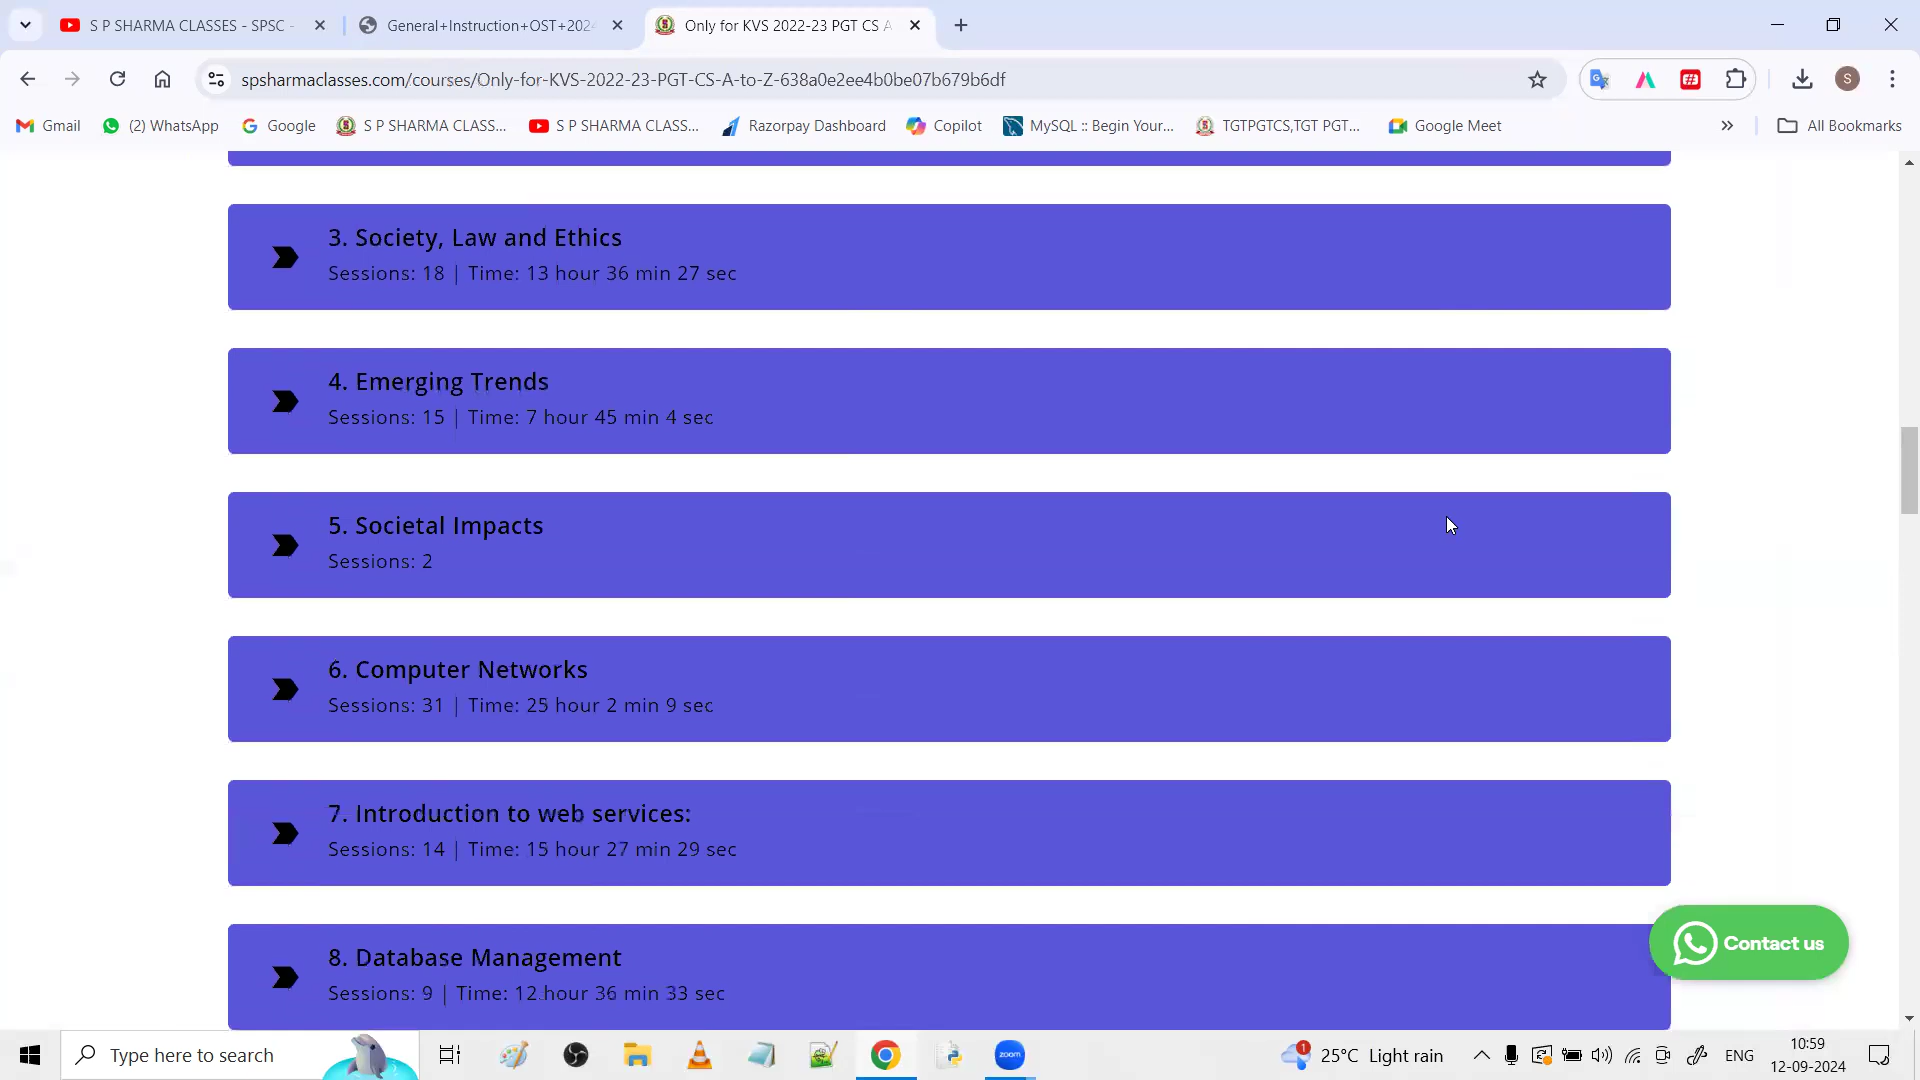 S P SHARMA CLASSES - SPSC -
General+Instruction+OST+202
Only for KVS 2022-23 PGT CS A
spsharmaclasses.com/courses/Only-for-KVS-2022-23-PGT-CS-A-to-Z-638a0e2ee4b0be07b679b6df
S
Gmail
(2) WhatsApp
Google
S P SHARMA CLASS...
S P SHARMA CLASS...
Razorpay Dashboard
Copilot
MySQL :: Begin Your...
TGTPGTCS,TGT PGT...
Google Meet
All Bookmarks
3. Society, Law and Ethics
Sessions: 18 | Time: 13 hour 36 min 27 sec
4. Emerging Trends
Sessions: 15 | Time: 7 hour 45 min 4 sec
5. Societal Impacts
Sessions: 2
6. Computer Networks
Sessions: 31 | Time: 25 hour 2 min 9 sec
7. Introduction to web services:
Sessions: 14 | Time: 15 hour 27 min 29 sec
8. Database Management
Sessions: 9 | Time: 12 hour 36 min 33 sec
Contact us
Type here to search
zoom
1
25°C Light rain
ENG
10:59
12-09-2024